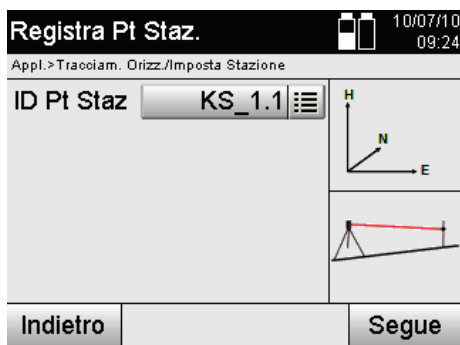 Registra Pt Staz.
10/07/10
09:24
Appl.>Tracciam. Orizz./Imposta Stazione
ID Pt Staz
KS_1.1
H
N
E
Indietro
Segue